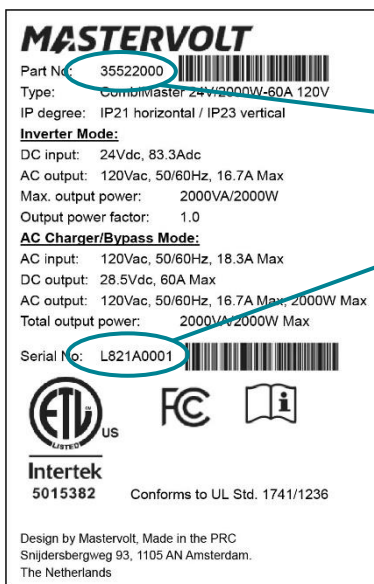 MASTERVOLT
Part No: 35522000
Type: CombiMaster 24V/2000W-60A 120V
IP degree: IP21 horizontal / IP23 vertical
Inverter Mode:
DC input: 24Vdc, 83.3Adc
AC output: 120Vac, 50/60Hz, 16.7A Max
Max. output power: 2000VA/2000W
Output power factor: 1.0
AC Charger/Bypass Mode:
AC input: 120Vac, 50/60Hz, 18.3A Max
DC output: 28.5Vdc, 60A Max
AC output: 120Vac, 50/60Hz, 16.7A Max, 2000W Max
Total output power: 2000VA/2000W Max
Serial No: L821A0001
ETL
LISTED
US
FC
i
Intertek
5015382
Conforms to UL Std. 1741/1236
Design by Mastervolt, Made in the PRC
Snijdersbergweg 93, 1105 AN Amsterdam.
The Netherlands